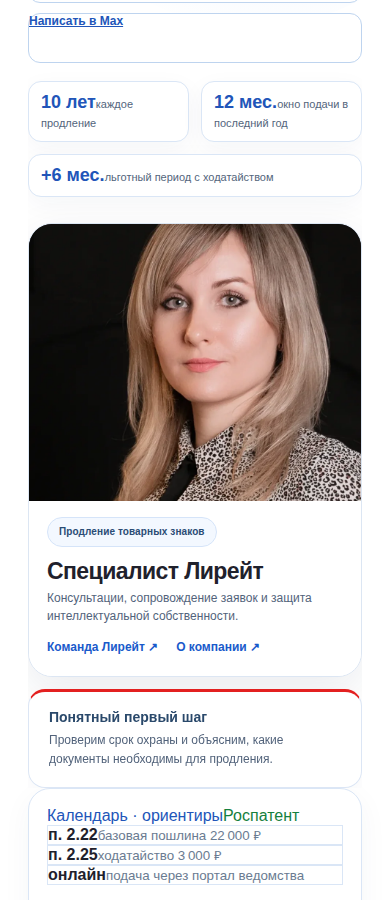 Написать в Max
10 леткаждое
продление
12 мес.окно подачи в
последний год
+6 мес.льготный период с ходатайством
Продление товарных знаков
Специалист Лирейт
Консультации, сопровождение заявок и защита
интеллектуальной собственности.
Команда Лирейт ↗ О компании ↗
Понятный первый шаг
Проверим срок охраны и объясним, какие
документы необходимы для продления.
Календарь · ориентирыРоспатент
п. 2.22базовая пошлина 22 000 ₽
п. 2.25ходатайство 3 000 ₽
онлайнподача через портал ведомства